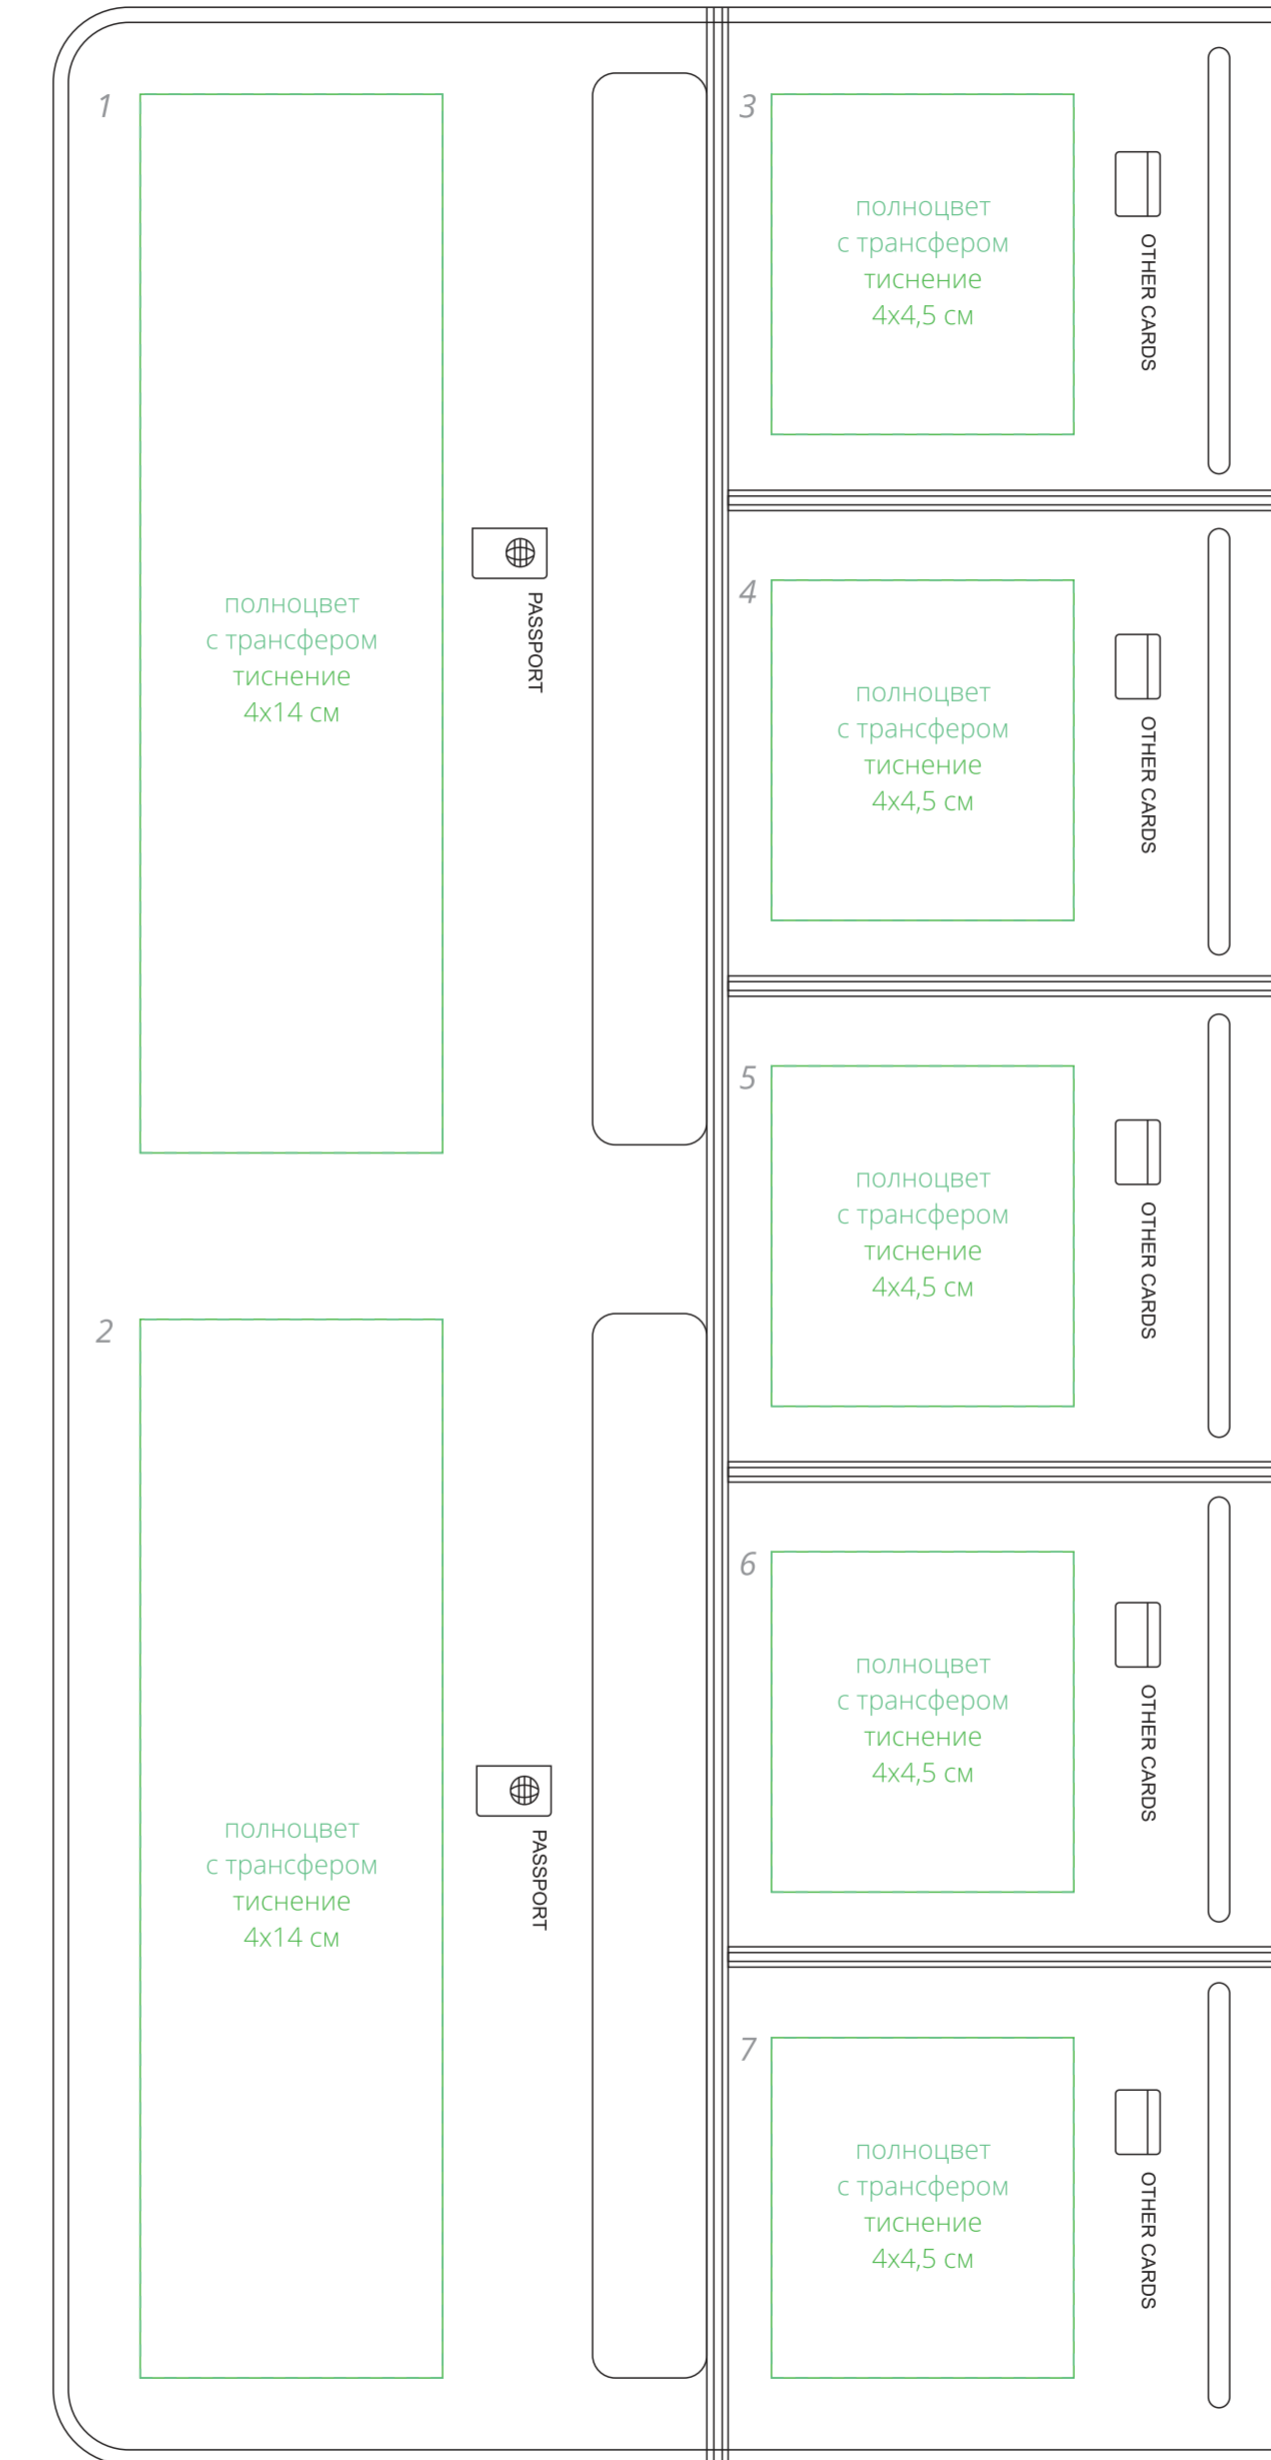 1
полноцвет
с трансфером
тиснение
4х14 см
PASSPORT
2
полноцвет
с трансфером
тиснение
4х14 см
PASSPORT
3
полноцвет
с трансфером
тиснение
4х4,5 см
OTHER CARDS
4
полноцвет
с трансфером
тиснение
4х4,5 см
OTHER CARDS
5
полноцвет
с трансфером
тиснение
4х4,5 см
OTHER CARDS
6
полноцвет
с трансфером
тиснение
4х4,5 см
OTHER CARDS
7
полноцвет
с трансфером
тиснение
4х4,5 см
OTHER CARDS